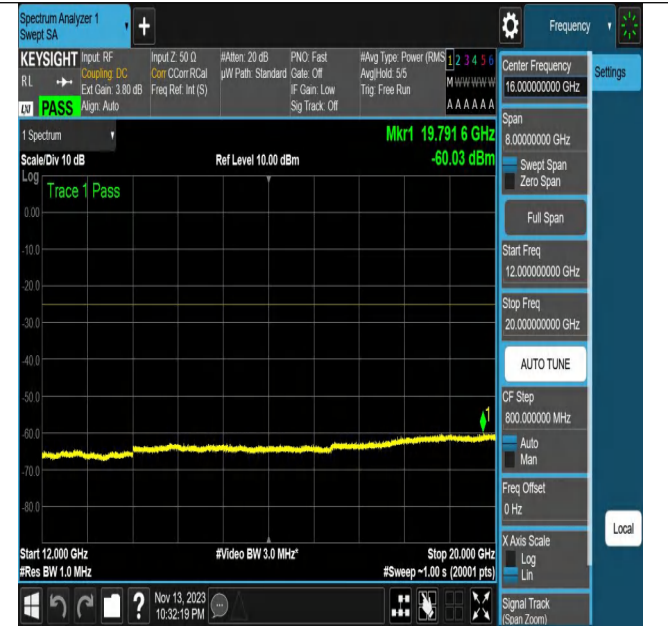 Spectrum Analyzer 1
Swept SA
+
Frequency
KEYSIGHT
RL
LXI
PASS
Input: RF
Coupling: DC
Ext Gain: 3.80 dB
Align: Auto
Input Z: 50 Ω
Corr CCorr RCal
Freq Ref: Int (S)
#Atten: 20 dB
µW Path: Standard
PNO: Fast
Gate: Off
IF Gain: Low
Sig Track: Off
#Avg Type: Power (RMS
Avg|Hold: 5/5
Trig: Free Run
1 2 3 4 5 6
M W W W W W
A A A A A A
1 Spectrum
Scale/Div 10 dB
Ref Level 10.00 dBm
Mkr1 19.791 6 GHz
-60.03 dBm
Log
Trace 1 Pass
0.00
-10.0
-20.0
-30.0
-40.0
-50.0
-60.0
-70.0
-80.0
1
Start 12.000 GHz
#Res BW 1.0 MHz
#Video BW 3.0 MHz*
Stop 20.000 GHz
#Sweep ~1.00 s (20001 pts)
Center Frequency
16.000000000 GHz
Settings
Span
8.00000000 GHz
Swept Span
Zero Span
Full Span
Start Freq
12.000000000 GHz
Stop Freq
20.000000000 GHz
AUTO TUNE
CF Step
800.000000 MHz
Auto
Man
Freq Offset
0 Hz
X Axis Scale
Log
Lin
Local
Signal Track
(Span Zoom)
?
Nov 13, 2023
10:32:19 PM